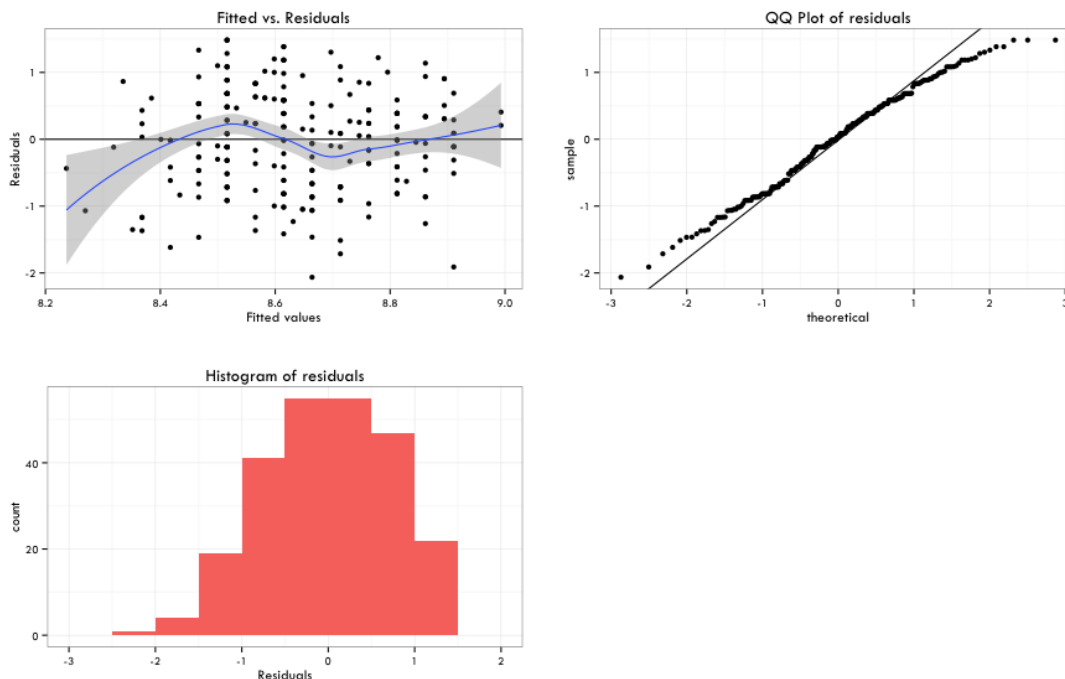 Fitted vs. Residuals
Residuals
1
0
-1
-2
8.2 8.4 8.6 8.8 9.0
Fitted values
QQ Plot of residuals
sample
1
0
-1
-2
-3 -2 -1 0 1 2 3
theoretical
Histogram of residuals
count
40
20
0
-3 -2 -1 0 1 2
Residuals